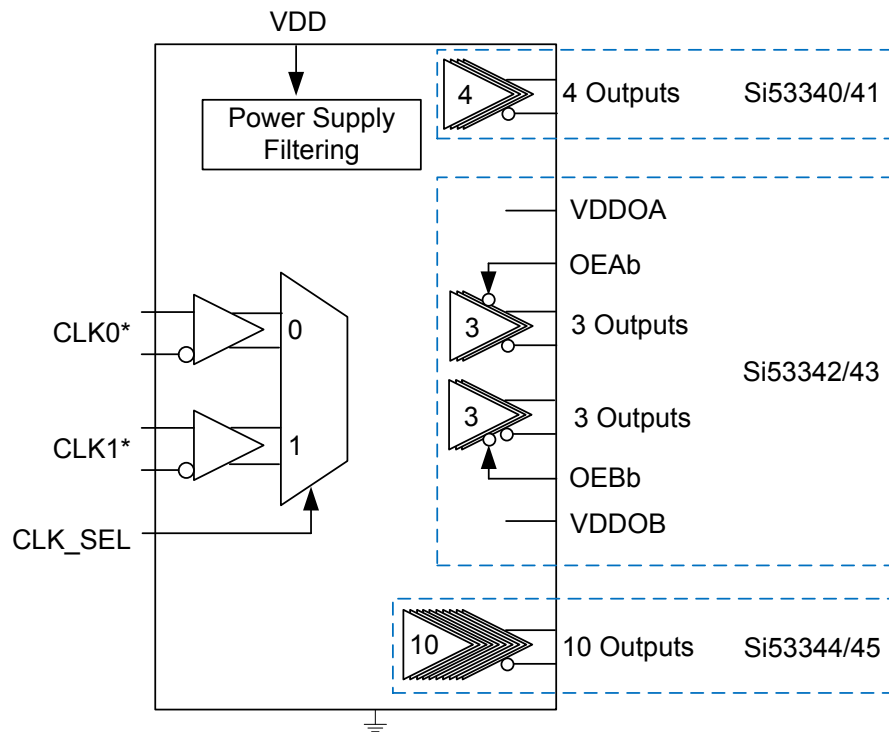 VDD
Power Supply
Filtering
4
4 Outputs
Si53340/41
VDDOA
OEAb
3
3 Outputs
Si53342/43
3
3 Outputs
OEBb
VDDOB
CLK0*
0
CLK1*
1
CLK_SEL
10
10 Outputs
Si53344/45